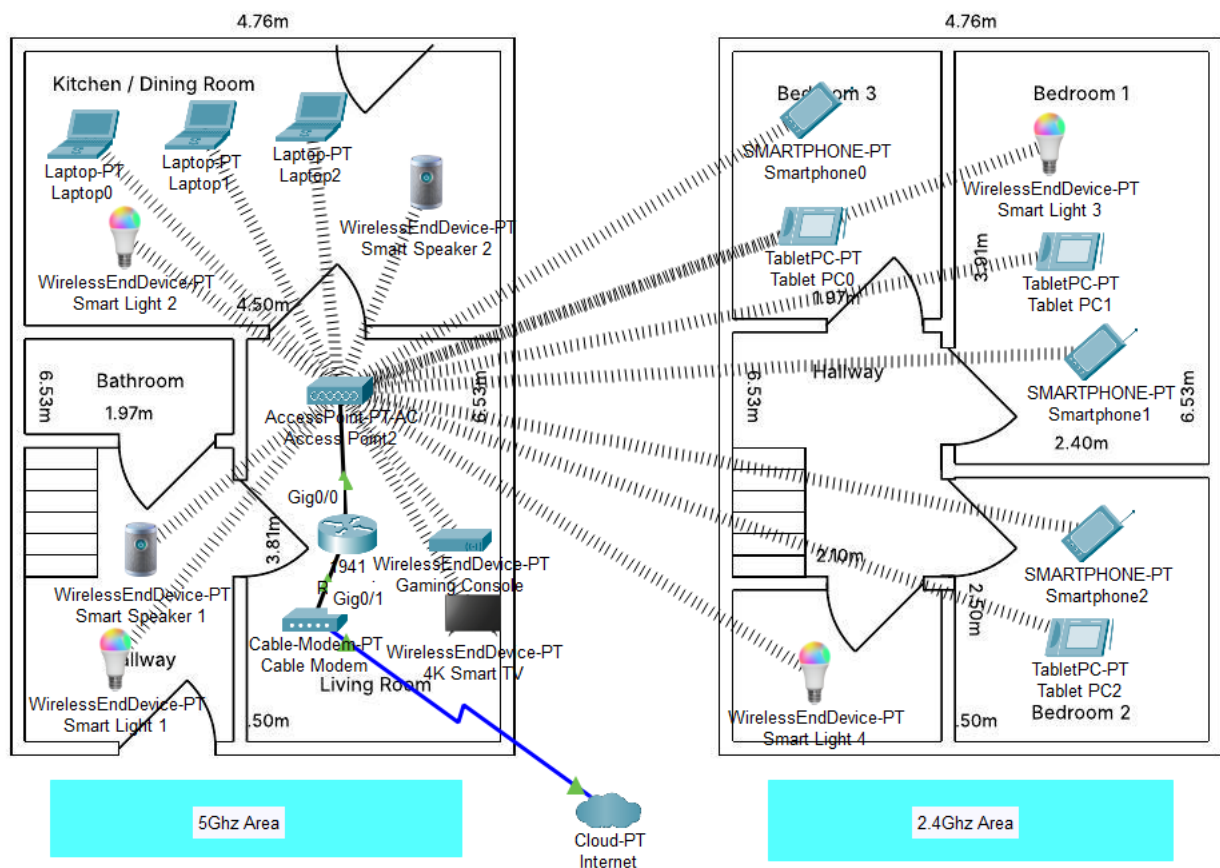 4.76m
4.76m
Kitchen / Dining Room
Laptop-PT
Laptop0
Laptop-PT
Laptop1
Laptop-PT
Laptop2
WirelessEndDevice-PT
Smart Speaker 2
WirelessEndDevice-PT
Smart Light 2
4.50m
Bathroom
1.97m
6.53m
6.53m
AccessPoint-PT-AC
Access Point2
Gig0/0
3.81m
1941
R
Gig0/1
WirelessEndDevice-PT
Gaming Console
WirelessEndDevice-PT
Smart Speaker 1
Cable-Modem-PT
Cable Modem
WirelessEndDevice-PT
4K Smart TV
Living Room
Hallway
WirelessEndDevice-PT
Smart Light 1
.50m
Bedroom 3
SMARTPHONE-PT
Smartphone0
Bedroom 1
WirelessEndDevice-PT
Smart Light 3
TabletPC-PT
Tablet PC0
1.97m
3.91m
TabletPC-PT
Tablet PC1
6.53m
Hallway
SMARTPHONE-PT
Smartphone1
2.40m
6.53m
2.10m
SMARTPHONE-PT
Smartphone2
2.50m
TabletPC-PT
Tablet PC2
WirelessEndDevice-PT
Smart Light 4
.50m
Bedroom 2
5Ghz Area
2.4Ghz Area
Cloud-PT
Internet